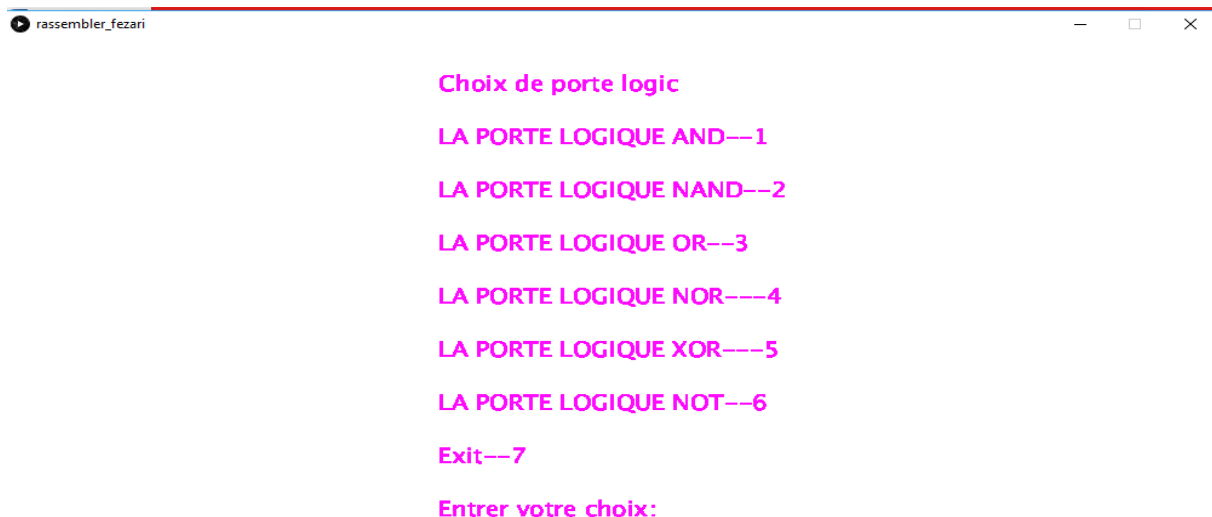 rassembler_fezari
Choix de porte logic
LA PORTE LOGIQUE AND--1
LA PORTE LOGIQUE NAND--2
LA PORTE LOGIQUE OR--3
LA PORTE LOGIQUE NOR---4
LA PORTE LOGIQUE XOR---5
LA PORTE LOGIQUE NOT--6
Exit--7
Entrer votre choix: